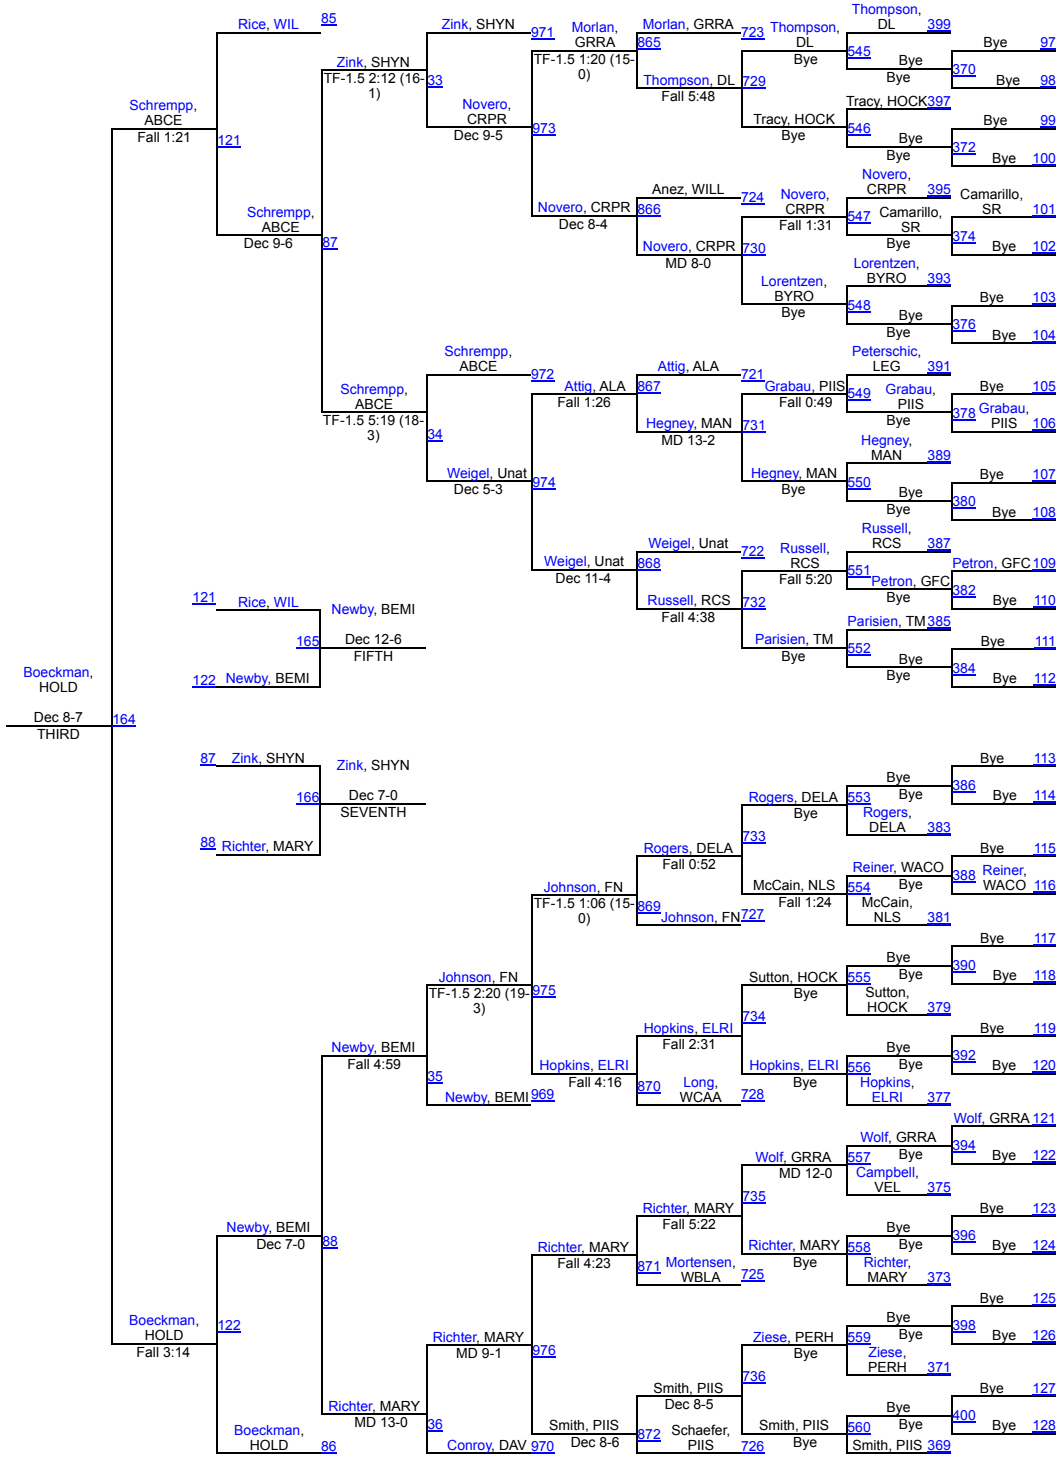 Rice, WIL 85
Zink, SHYN 971
Morlan, GRRA
Morlan, GRRA 723
Thompson, DL
Thompson, DL 399
Bye 97
545
Bye
Bye
370
Bye 98
865
TF-1.5 1:20 (15-0)
Zink, SHYN
TF-1.5 2:12 (16-1)
33
Thompson, DL
Fall 5:48
729
Tracy, HOCK 397
Tracy, HOCK
Bye
546
Bye
Bye
372
Bye 99
Bye 100
Schrempp, ABCE
Fall 1:21
121
Novero, CRPR
Dec 9-5
973
Novero, CRPR
Dec 8-4
866
Anez, WILL 724
Novero, CRPR
Fall 1:31
547
Novero, CRPR 395
Camarillo, SR
Bye
374
Camarillo, SR 101
Bye 102
Schrempp, ABCE
Dec 9-6
87
Novero, CRPR
MD 8-0
730
Lorentzen, BYRO
Bye
548
Lorentzen, BYRO 393
Bye
Bye
376
Bye 103
Bye 104
Schrempp, ABCE
TF-1.5 5:19 (18-3)
34
Schrempp, ABCE 972
Attig, ALA
Fall 1:26
867
Attig, ALA 721
Grabau, PIIS
Fall 0:49
549
Peterschic, LEG 391
Grabau, PIIS
Bye
378
Bye 105
Grabau, PIIS 106
Hegney, MAN
MD 13-2
731
Hegney, MAN
Bye
550
Hegney, MAN 389
Bye
Bye
380
Bye 107
Bye 108
Weigel, Unat
Dec 5-3
974
Weigel, Unat
Dec 11-4
868
Weigel, Unat 722
Russell, RCS
Fall 5:20
551
Russell, RCS 387
Petron, GFC
Bye
382
Petron, GFC 109
Bye 110
Russell, RCS
Fall 4:38
732
Parisien, TM
Bye
552
Parisien, TM 385
Bye
Bye
384
Bye 111
Bye 112
121 Rice, WIL
Newby, BEMI
165
Dec 12-6
FIFTH
122 Newby, BEMI
Boeckman, HOLD
Dec 8-7
THIRD
164
87 Zink, SHYN
Zink, SHYN
166
Dec 7-0
SEVENTH
88 Richter, MARY
Rogers, DELA
Bye
553
Bye
Bye
386
Bye 113
Bye 114
Rogers, DELA 383
Rogers, DELA
Fall 0:52
733
McCain, NLS
Fall 1:24
554
Reiner, WACO
Bye
388
Bye 115
Reiner, WACO 116
McCain, NLS 381
Johnson, FN
TF-1.5 1:06 (15-0)
869
Johnson, FN 727
Johnson, FN
TF-1.5 2:20 (19-3)
975
Sutton, HOCK
Bye
555
Bye
Bye
390
Bye 117
Bye 118
Sutton, HOCK 379
Hopkins, ELRI
Fall 2:31
734
Hopkins, ELRI
Bye
556
Bye
Bye
392
Bye 119
Bye 120
Hopkins, ELRI 377
Newby, BEMI
Fall 4:59
35
Newby, BEMI 969
Hopkins, ELRI
Fall 4:16
870
Long, WCAA 728
Wolf, GRRA
MD 12-0
557
Wolf, GRRA
Bye
394
Wolf, GRRA 121
Bye 122
Campbell, VEL 375
Newby, BEMI
Dec 7-0
88
Richter, MARY
Fall 4:23
871
Richter, MARY
Fall 5:22
735
Richter, MARY
Bye
558
Bye
Bye
396
Bye 123
Bye 124
Richter, MARY 373
Mortensen, WBLA 725
Boeckman, HOLD
Fall 3:14
122
Richter, MARY
MD 9-1
976
Ziese, PERH
Bye
559
Bye
Bye
398
Bye 125
Bye 126
Ziese, PERH 371
Richter, MARY
MD 13-0
36
Smith, PIIS
Dec 8-6
872
Smith, PIIS
Dec 8-5
736
Smith, PIIS
Bye
560
Bye
Bye
400
Bye 127
Bye 128
Boeckman, HOLD 86
Conroy, DAV 970
Schaefer, PIIS 726
Smith, PIIS 369